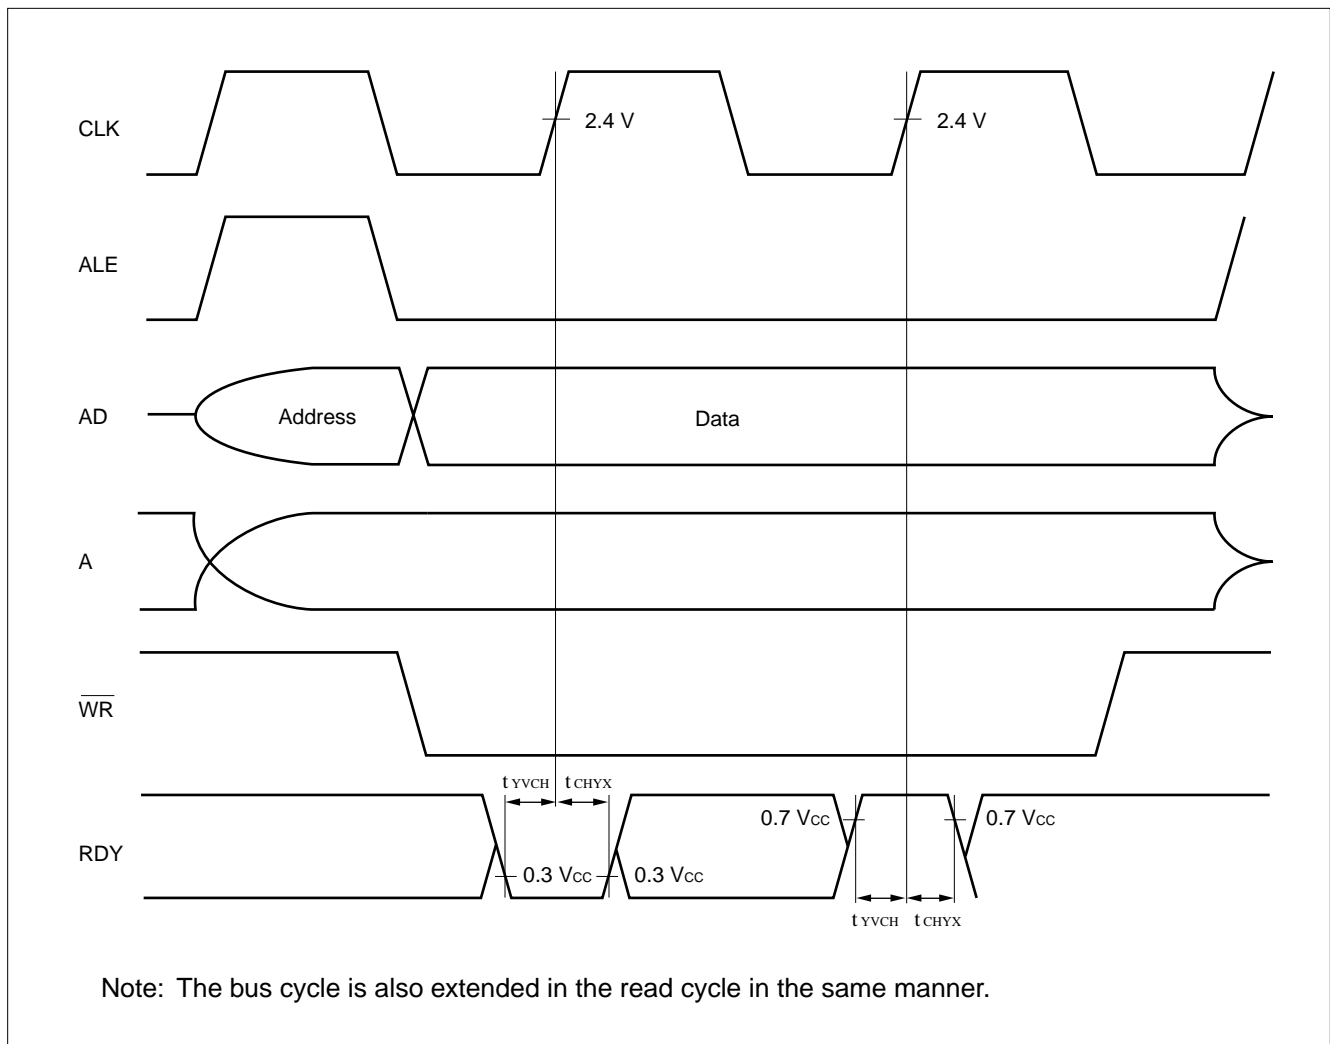 CLK
2.4 V
2.4 V
ALE
AD
Address
Data
A
WR
tYVCH
tCHYX
RDY
0.3 VCC
0.3 VCC
0.7 VCC
0.7 VCC
tYVCH
tCHYX
Note: The bus cycle is also extended in the read cycle in the same manner.